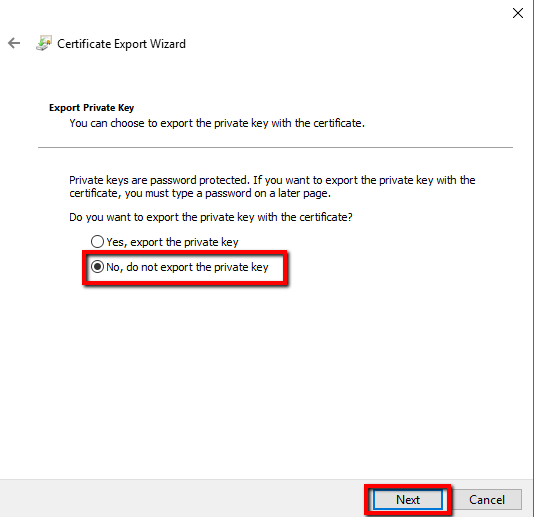 Certificate Export Wizard
Export Private Key
You can choose to export the private key with the certificate.
Private keys are password protected. If you want to export the private key with the
certificate, you must type a password on a later page.
Do you want to export the private key with the certificate?
Yes, export the private key
No, do not export the private key
Next
Cancel